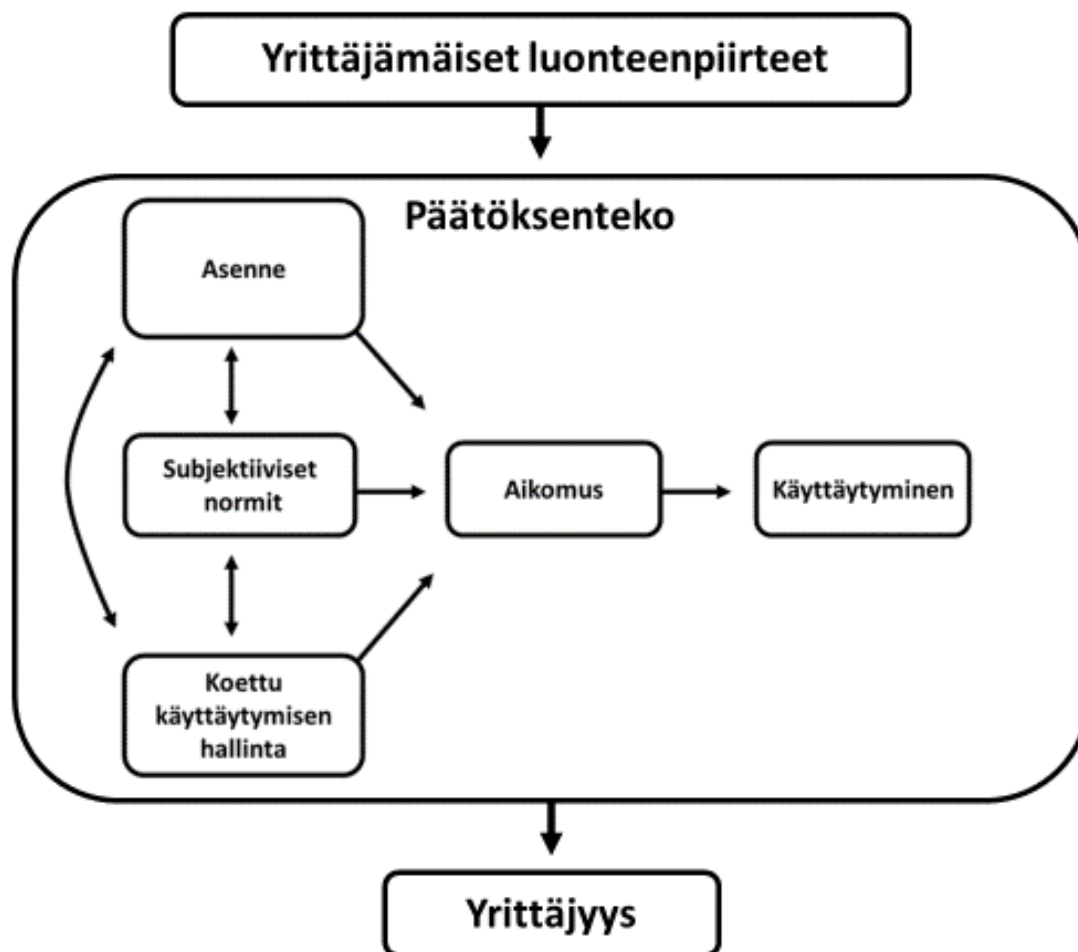 Yrittäjämäiset luonteenpiirteet
Päätöksenteko
Asenne
Subjektiiviset
normit
Aikomus
Käyttäytyminen
Koettu
käyttäytymisen
hallinta
Yrittäjyys